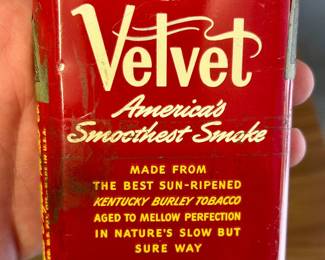 Velvet
America's
Smoothest Smoke
MADE FROM
THE BEST SUN-RIPENED
KENTUCKY BURLEY TOBACCO
AGED TO MELLOW PERFECTION
IN NATURE'S SLOW BUT
SURE WAY